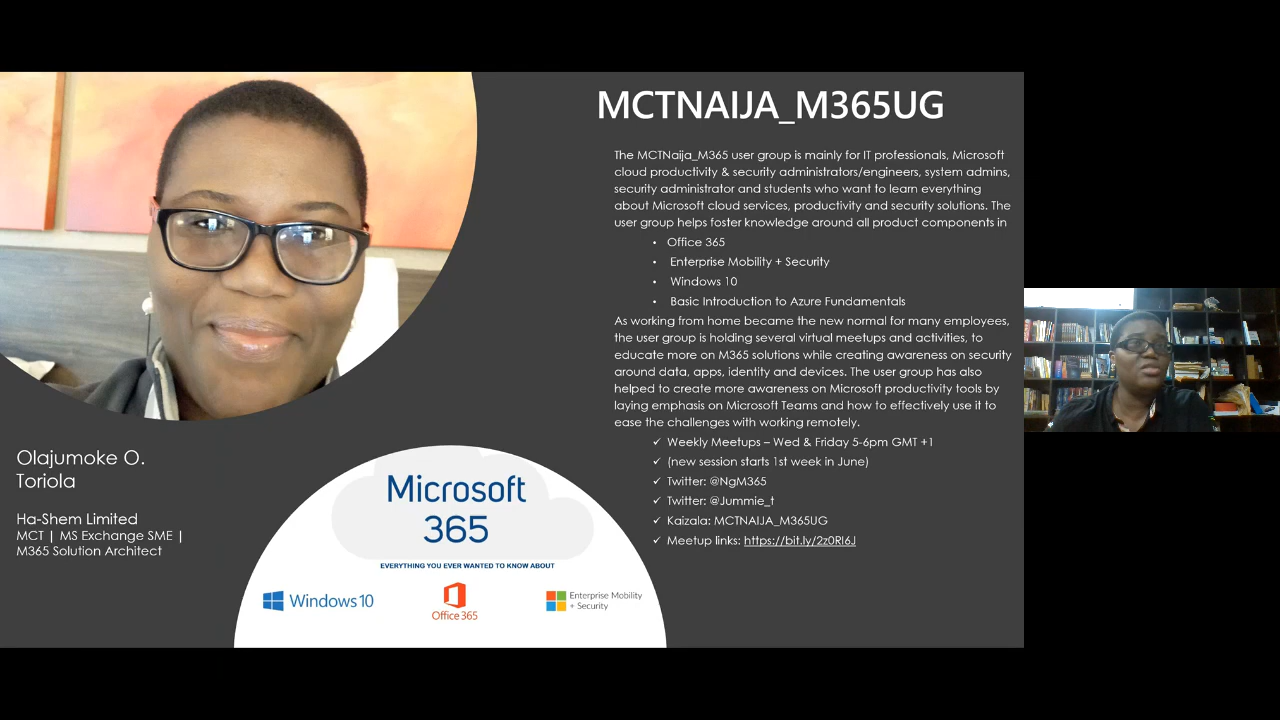 MCTNAIJA_M365UG
The MCTNaija_M365 user group is mainly for IT professionals, Microsoft
cloud productivity & security administrators/engineers, system admins,
security administrator and students who want to learn everything
about Microsoft cloud services, productivity and security solutions. The
user group helps foster knowledge around all product components in
• Office 365
• Enterprise Mobility + Security
• Windows 10
• Basic Introduction to Azure Fundamentals
As working from home became the new normal for many employees,
the user group is holding several virtual meetups and activities, to
educate more on M365 solutions while creating awareness on security
around data, apps, identity and devices. The user group has also
helped to create more awareness on Microsoft productivity tools by
laying emphasis on Microsoft Teams and how to effectively use it to
ease the challenges with working remotely.
✓ Weekly Meetups – Wed & Friday 5-6pm GMT +1
✓ (new session starts 1st week in June)
✓ Twitter: @NgM365
✓ Twitter: @Jummie_t
✓ Kaizala: MCTNAIJA_M365UG
✓ Meetup links: https://bit.ly/2z0RI6J
Olajumoke O.
Toriola
Ha-Shem Limited
MCT | MS Exchange SME |
M365 Solution Architect
Microsoft
365
EVERYTHING YOU EVER WANTED TO KNOW ABOUT
Windows 10
Office 365
Enterprise Mobility
+ Security